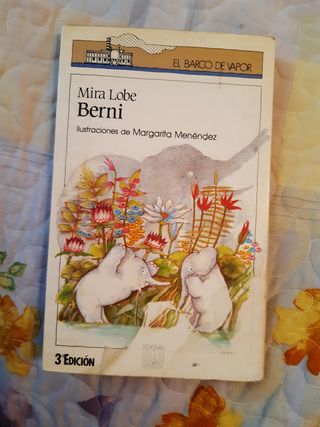 EL BARCO DE VAPOR
Mira Lobe
Berni
Ilustraciones de Margarita Menéndez
3ª EDICIÓN